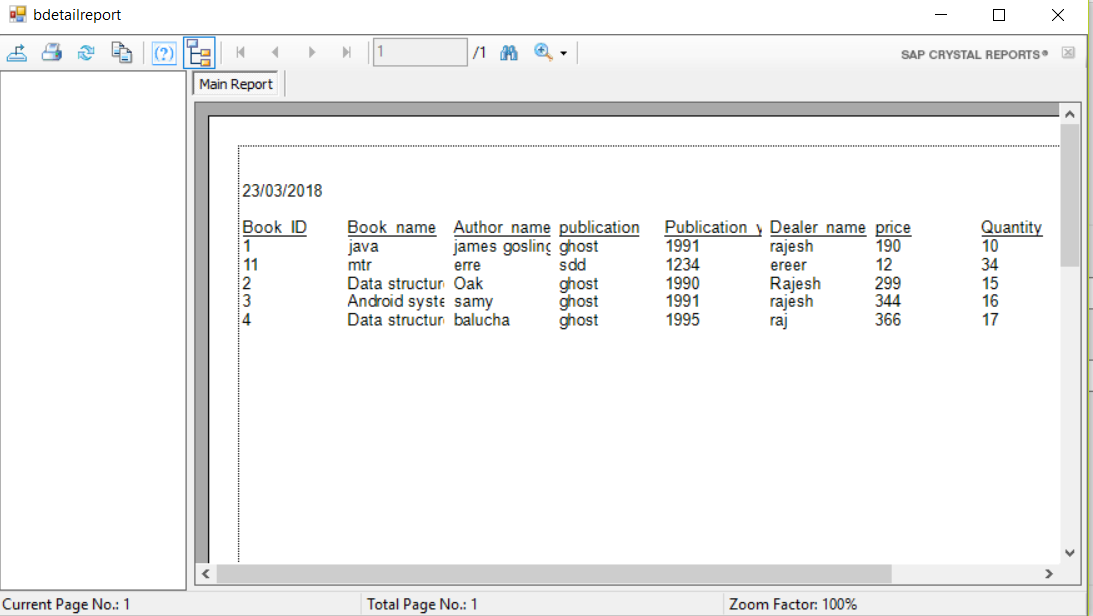 bdetailreport
1 /1 SAP CRYSTAL REPORTS®
Main Report
23/03/2018
Book_ID Book_name Author_name publication Publication_y Dealer_name price Quantity
1 java james gosling ghost 1991 rajesh 190 10
11 mtr erre sdd 1234 ereer 12 34
2 Data structur Oak ghost 1990 Rajesh 299 15
3 Android syste samy ghost 1991 rajesh 344 16
4 Data structur balucha ghost 1995 raj 366 17
Current Page No.: 1 Total Page No.: 1 Zoom Factor: 100%